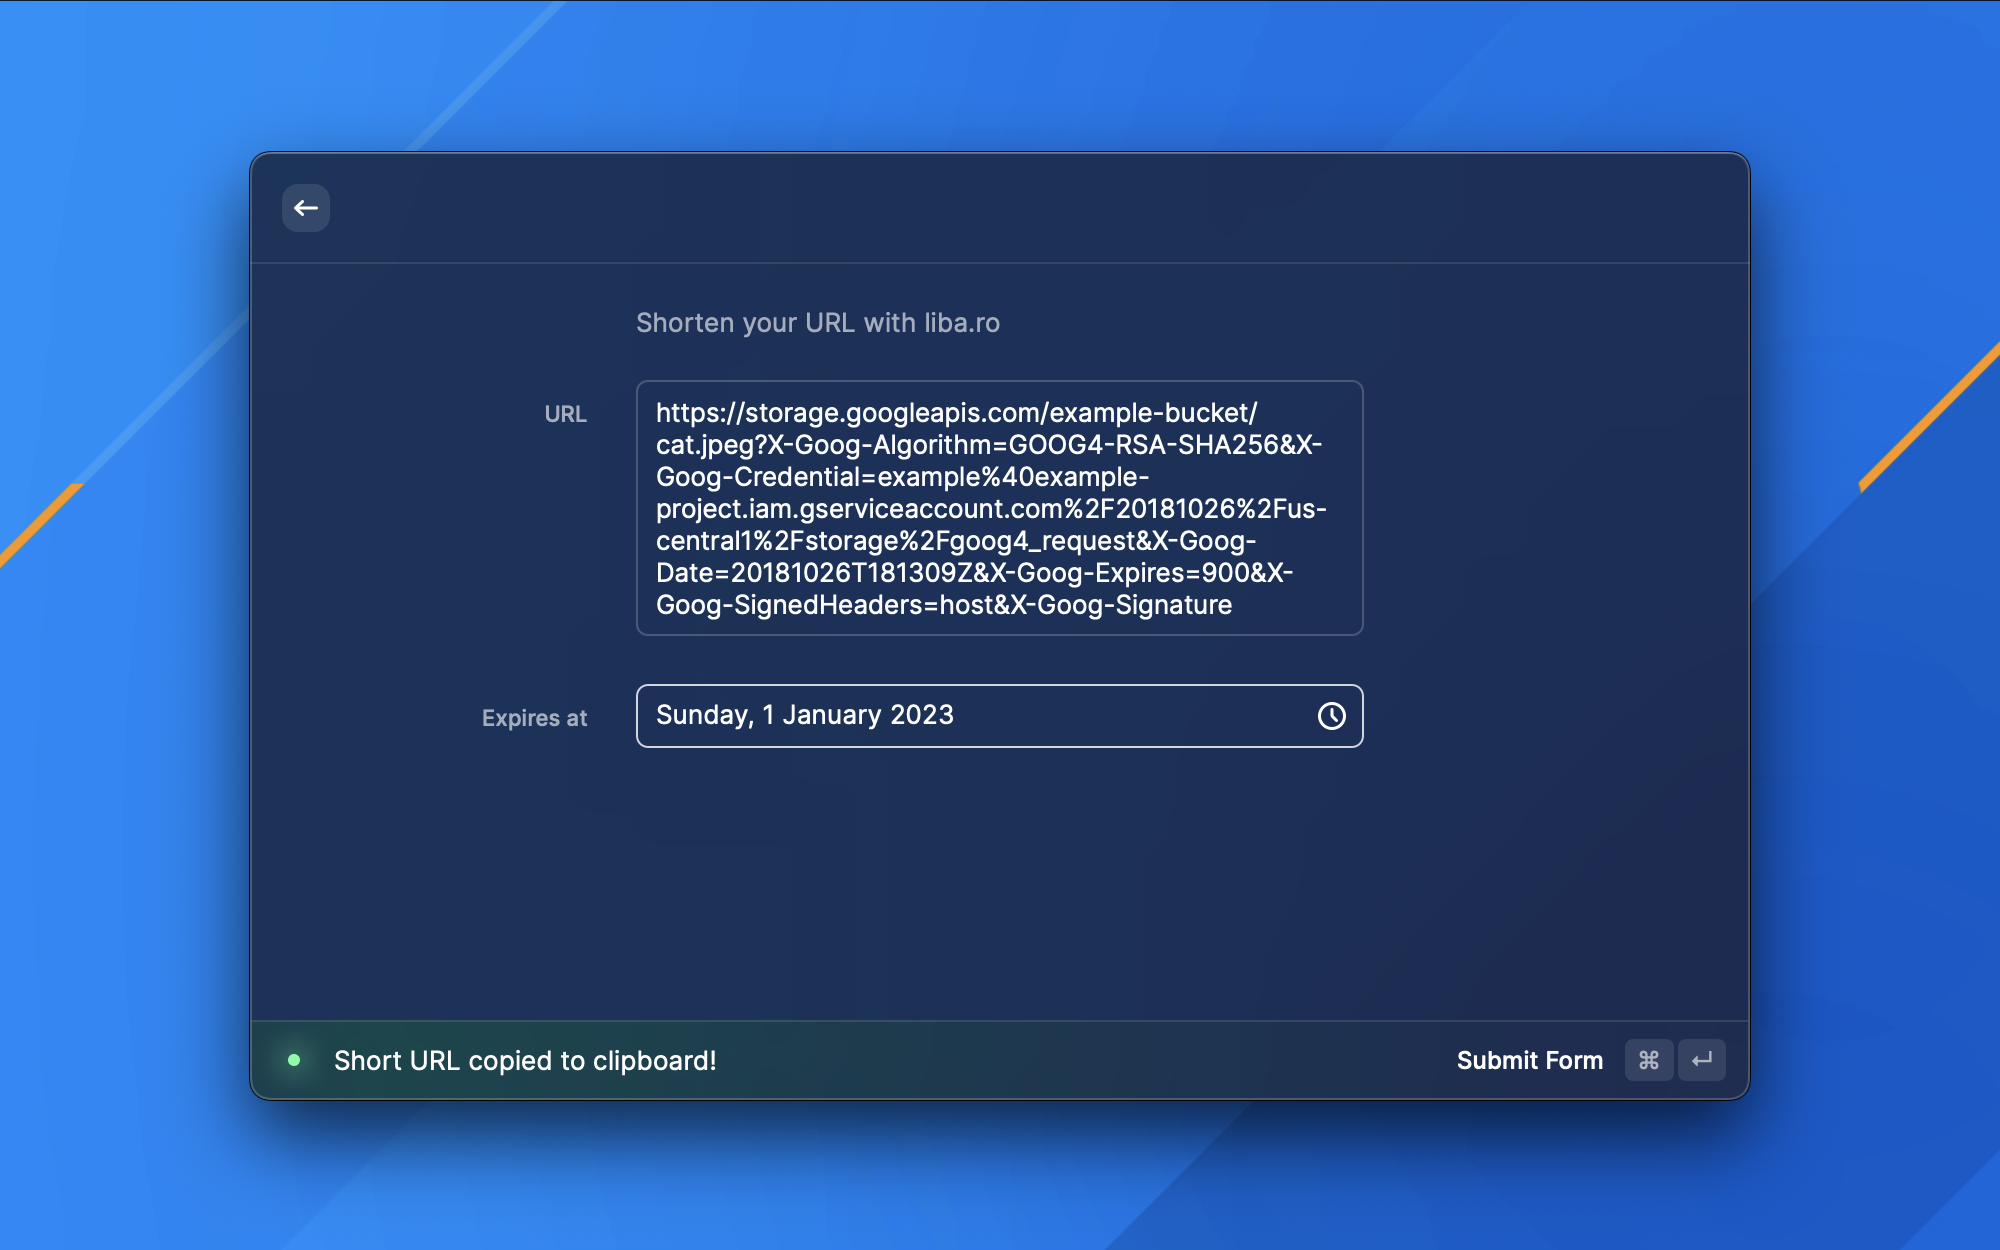 Shorten your URL with liba.ro
URL
https://storage.googleapis.com/example-bucket/
cat.jpeg?X-Goog-Algorithm=GOOG4-RSA-SHA256&X-
Goog-Credential=example%40example-
project.iam.gserviceaccount.com%2F20181026%2Fus-
central1%2Fstorage%2Fgoog4_request&X-Goog-
Date=20181026T181309Z&X-Goog-Expires=900&X-
Goog-SignedHeaders=host&X-Goog-Signature
Expires at
Sunday, 1 January 2023
Short URL copied to clipboard!
Submit Form ⌘ ↵